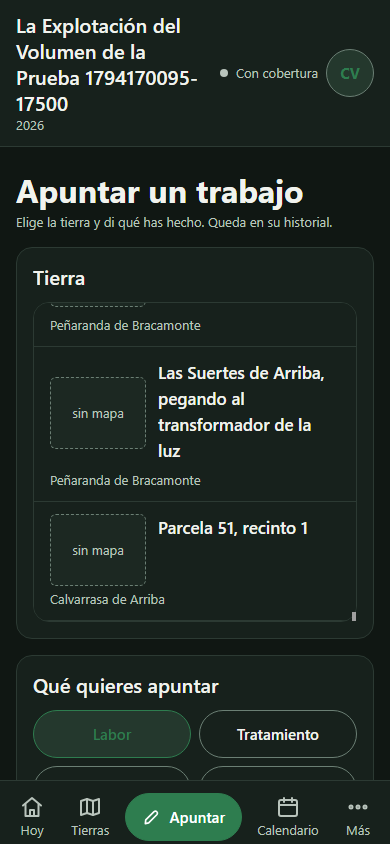 La Explotación del
Volumen de la
Prueba 1794170095-
17500
2026
Con cobertura
CV
Apuntar un trabajo
Elige la tierra y di qué has hecho. Queda en su historial.
Tierra
Peñaranda de Bracamonte
sin mapa
Las Suertes de Arriba,
pegando al
transformador de la
luz
Peñaranda de Bracamonte
sin mapa
Parcela 51, recinto 1
Calvarrasa de Arriba
Qué quieres apuntar
Labor
Tratamiento
Hoy
Tierras
Apuntar
Calendario
Más